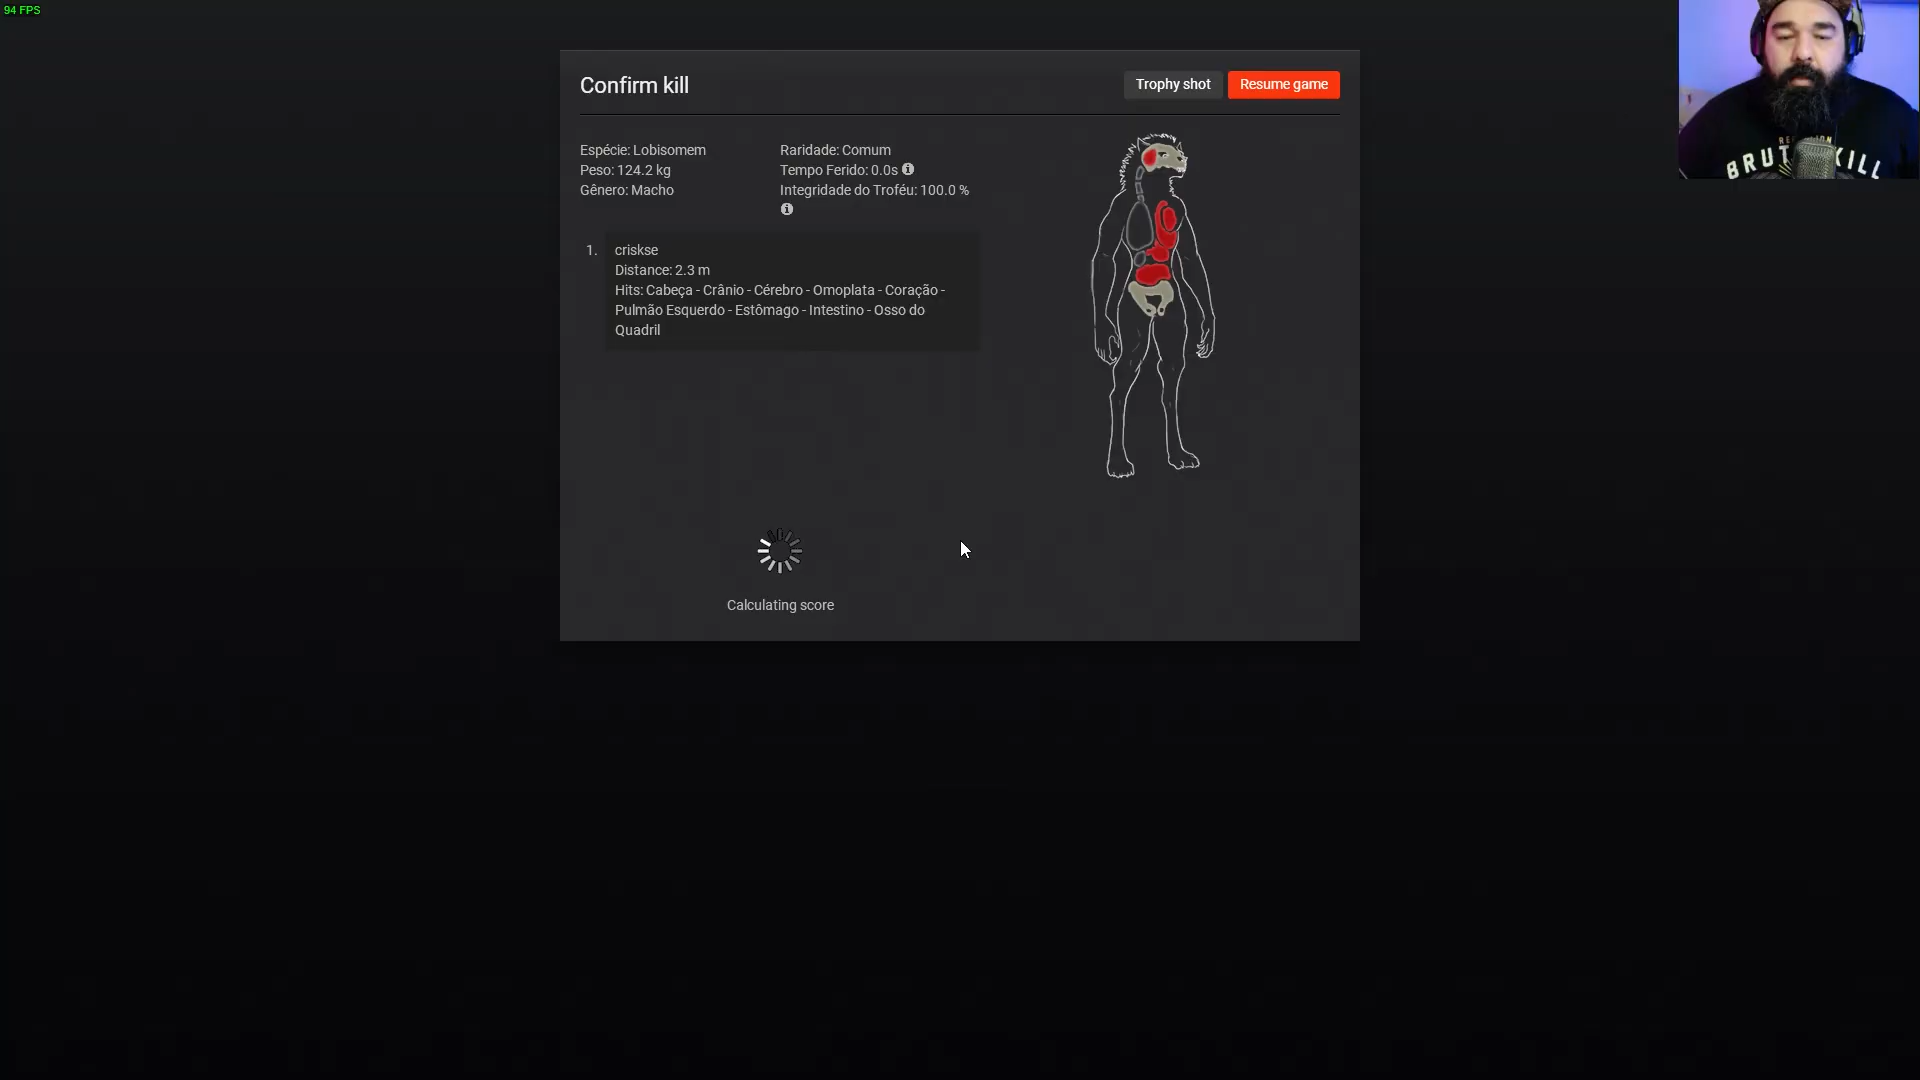 94 FPS
Confirm kill
Trophy shot
Resume game
Espécie: Lobisomem
Peso: 124.2 kg
Gênero: Macho
Raridade: Comum
Tempo Ferido: 0.0s
Integridade do Troféu: 100.0 %
1.
criskse
Distance: 2.3 m
Hits: Cabeça - Crânio - Cérebro - Omoplata - Coração -
Pulmão Esquerdo - Estômago - Intestino - Osso do
Quadril
Calculating score